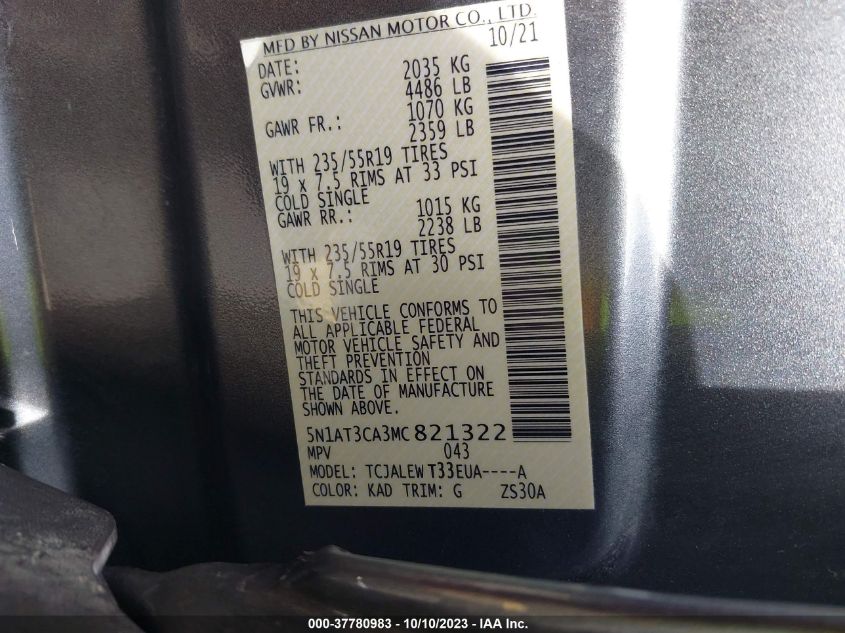 MFD BY NISSAN MOTOR CO., LTD.
DATE: 10/21
GVWR: 2035 KG
4486 LB
GAWR FR.: 1070 KG
2359 LB
WITH 235/55R19 TIRES
19 x 7.5 RIMS AT 33 PSI
COLD SINGLE
GAWR RR.: 1015 KG
2238 LB
WITH 235/55R19 TIRES
19 x 7.5 RIMS AT 30 PSI
COLD SINGLE
THIS VEHICLE CONFORMS TO
ALL APPLICABLE FEDERAL
MOTOR VEHICLE SAFETY AND
THEFT PREVENTION
STANDARDS IN EFFECT ON
THE DATE OF MANUFACTURE
SHOWN ABOVE.
5N1AT3CA3MC 821322
MPV 043
MODEL: TCJALEW T33EUA----A
COLOR: KAD TRIM: G ZS30A
000-37780983 - 10/10/2023 - IAA Inc.